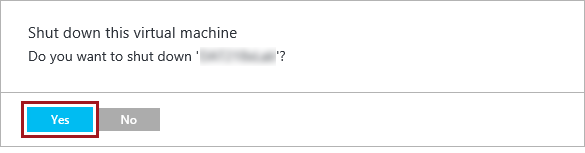 Shut down this virtual machine
Do you want to shut down ' '?
Yes
No